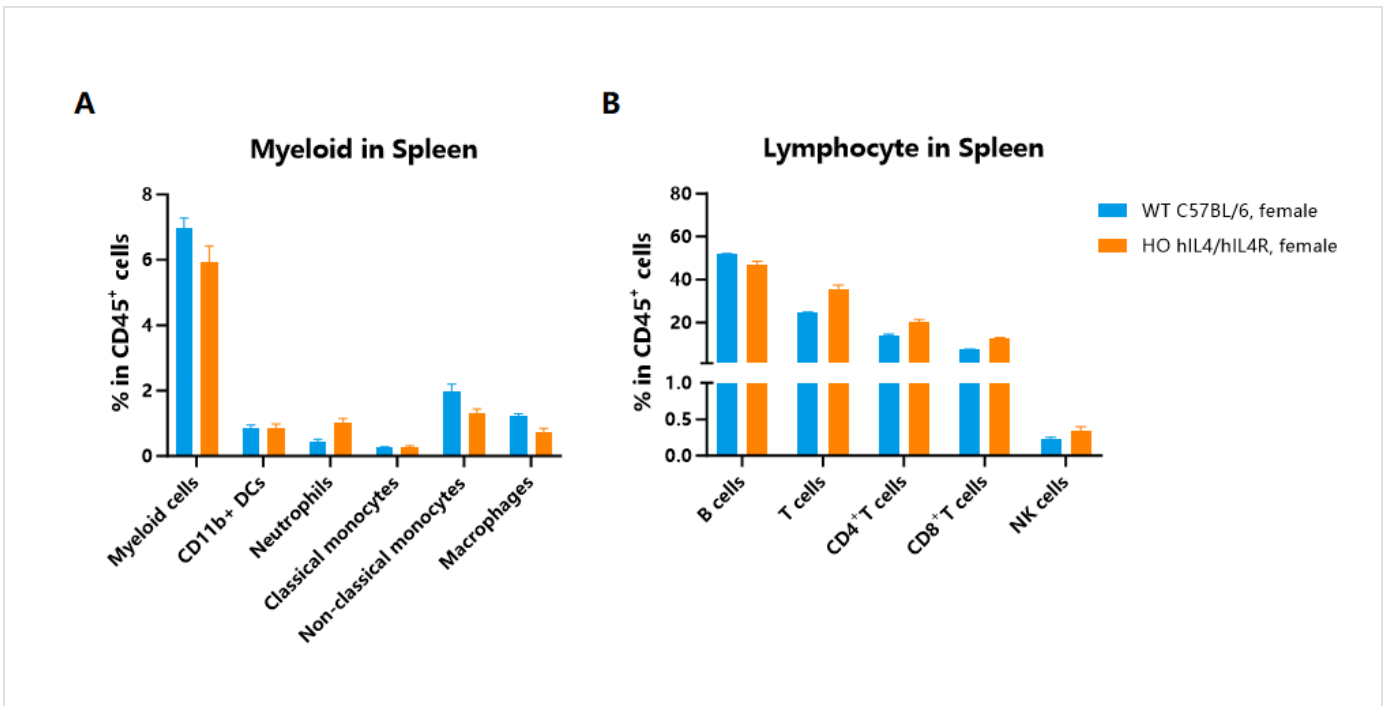 A
B
Myeloid in Spleen
Lymphocyte in Spleen
% in CD45⁺ cells
8
6
4
2
0
Myeloid cells
CD11b+ DCs
Neutrophils
Classical monocytes
Non-classical monocytes
Macrophages
% in CD45⁺ cells
80
60
40
20
1.0
0.5
0.0
B cells
T cells
CD4⁺T cells
CD8⁺T cells
NK cells
WT C57BL/6, female
HO hIL4/hIL4R, female